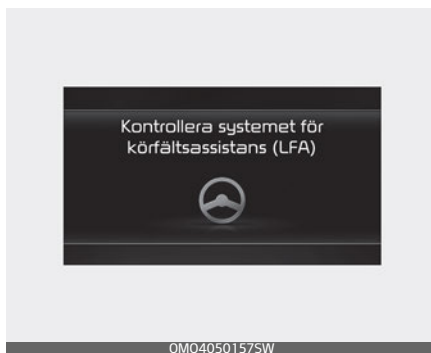 Kontrollera systemet för
körfältsassistans (LFA)
OMQ4050157SW